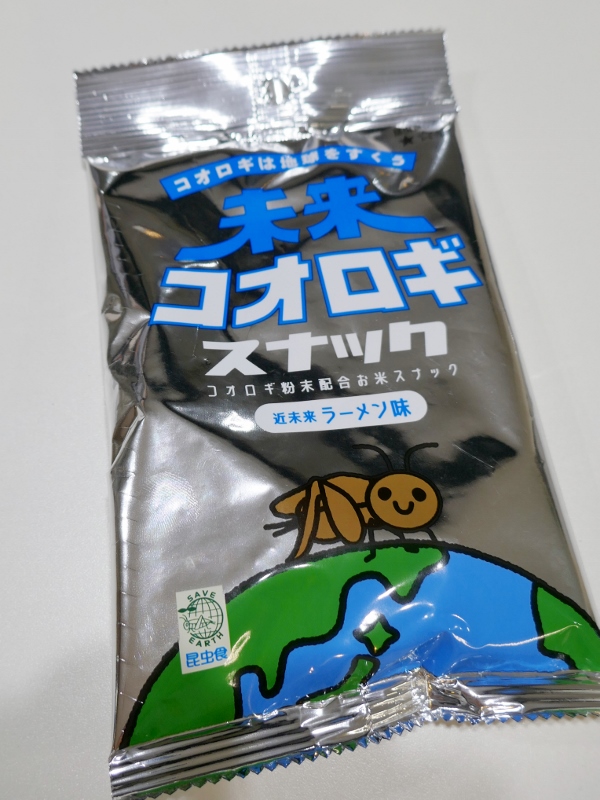 コオロギは地球をすくう
未来
コオロギ
スナック
コオロギ粉末配合お米スナック
近未来ラーメン味
SAVE
EARTH
昆虫食